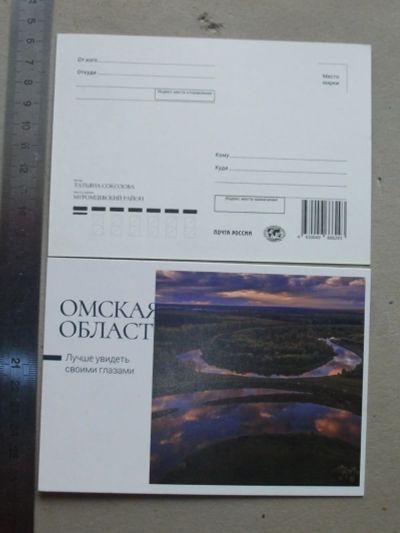 От кого
Откуда
Индекс места отправления
Место
марки
Кому
Куда
Индекс места назначения
ТАТЬЯНА СОКОЛОВА
МУРОМЦЕВСКИЙ РАЙОН
ПОЧТА РОССИИ
ОМСКАЯ
ОБЛАСТ
Лучше увидеть
своими глазами